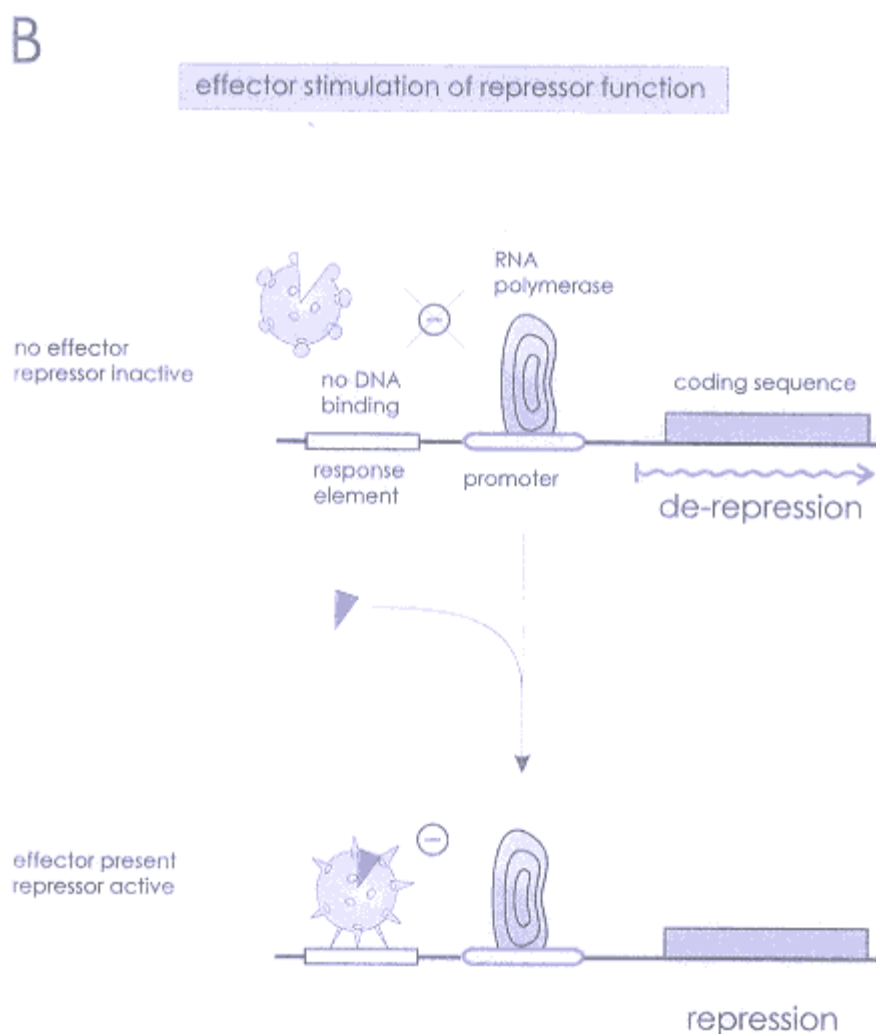 B
effector stimulation of repressor function
RNA
polymerase
no effector
repressor inactive
no DNA
binding
coding sequence
response
element
promoter
de-repression
effector present
repressor active
repression